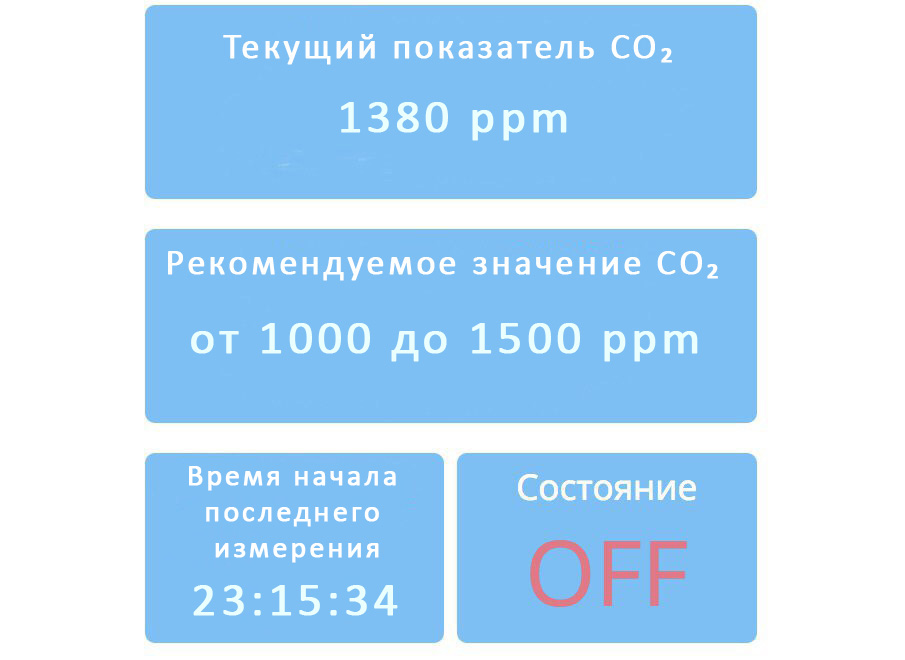 Текущий показатель CO₂
1380 ppm
Рекомендуемое значение CO₂
от 1000 до 1500 ppm
Время начала
последнего
измерения
23:15:34
Состояние
OFF